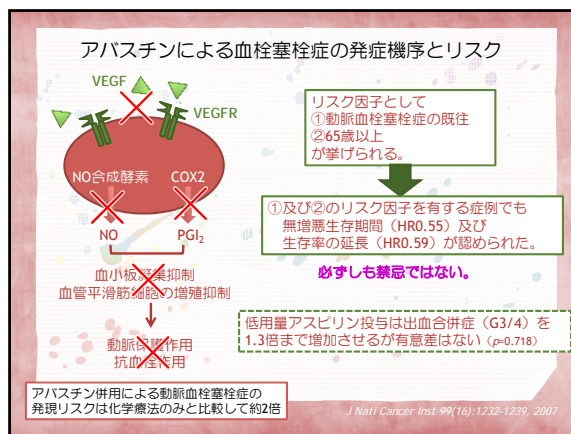 アバスチンによる血栓塞栓症の発症機序とリスク
VEGF
VEGFR
NO合成酵素
COX2
NO
PGI₂
血小板凝集抑制
血管平滑筋細胞の増殖抑制
動脈保護作用
抗血栓作用
アバスチン併用による動脈血栓塞栓症の
発現リスクは化学療法のみと比較して約2倍
リスク因子として
①動脈血栓塞栓症の既往
②65歳以上
が挙げられる。
①及び②のリスク因子を有する症例でも
無増悪生存期間（HR0.55）及び
生存率の延長（HR0.59）が認められた。
必ずしも禁忌ではない。
低用量アスピリン投与は出血合併症（G3/4）を
1.3倍まで増加させるが有意差はない（p=0.718）
J Natl Cancer Inst 99(16):1232-1239, 2007